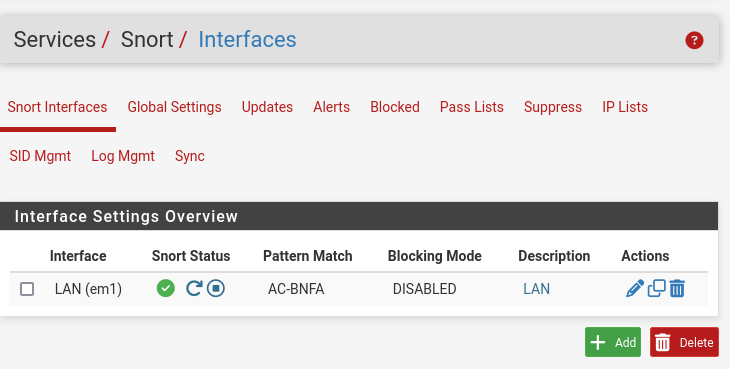 Services / Snort / Interfaces
Snort Interfaces Global Settings Updates Alerts Blocked Pass Lists Suppress IP Lists
SID Mgmt Log Mgmt Sync
Interface Settings Overview
Interface Snort Status Pattern Match Blocking Mode Description Actions
LAN (em1) AC-BNFA DISABLED LAN
Add Delete